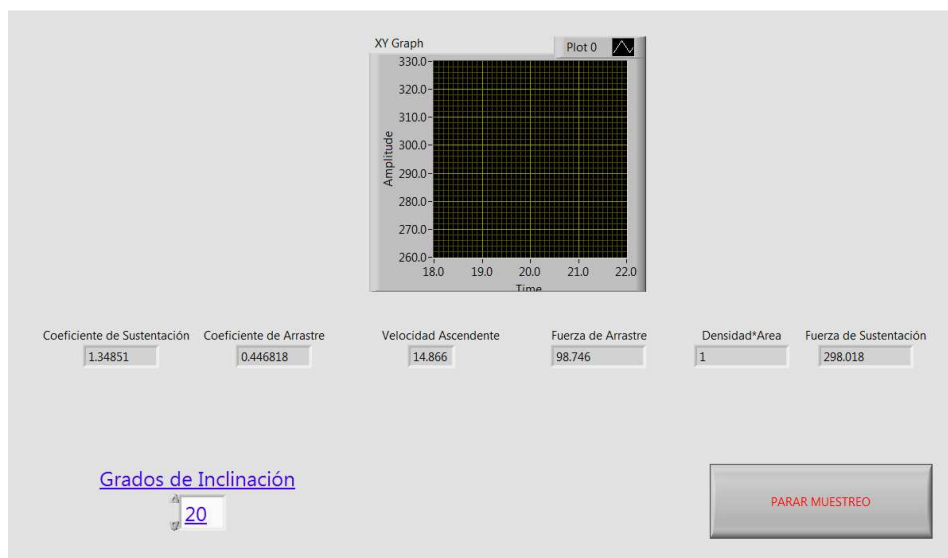 XY Graph
Plot 0
Amplitude
330.0
320.0
310.0
300.0
290.0
280.0
270.0
260.0
18.0 19.0 20.0 21.0 22.0
Time
Coeficiente de Sustentación Coeficiente de Arrastre Velocidad Ascendente Fuerza de Arrastre Densidad*Area Fuerza de Sustentación
1.34851 0.446818 14.866 98.746 1 298.018
Grados de Inclinación
20
PARAR MUESTREO